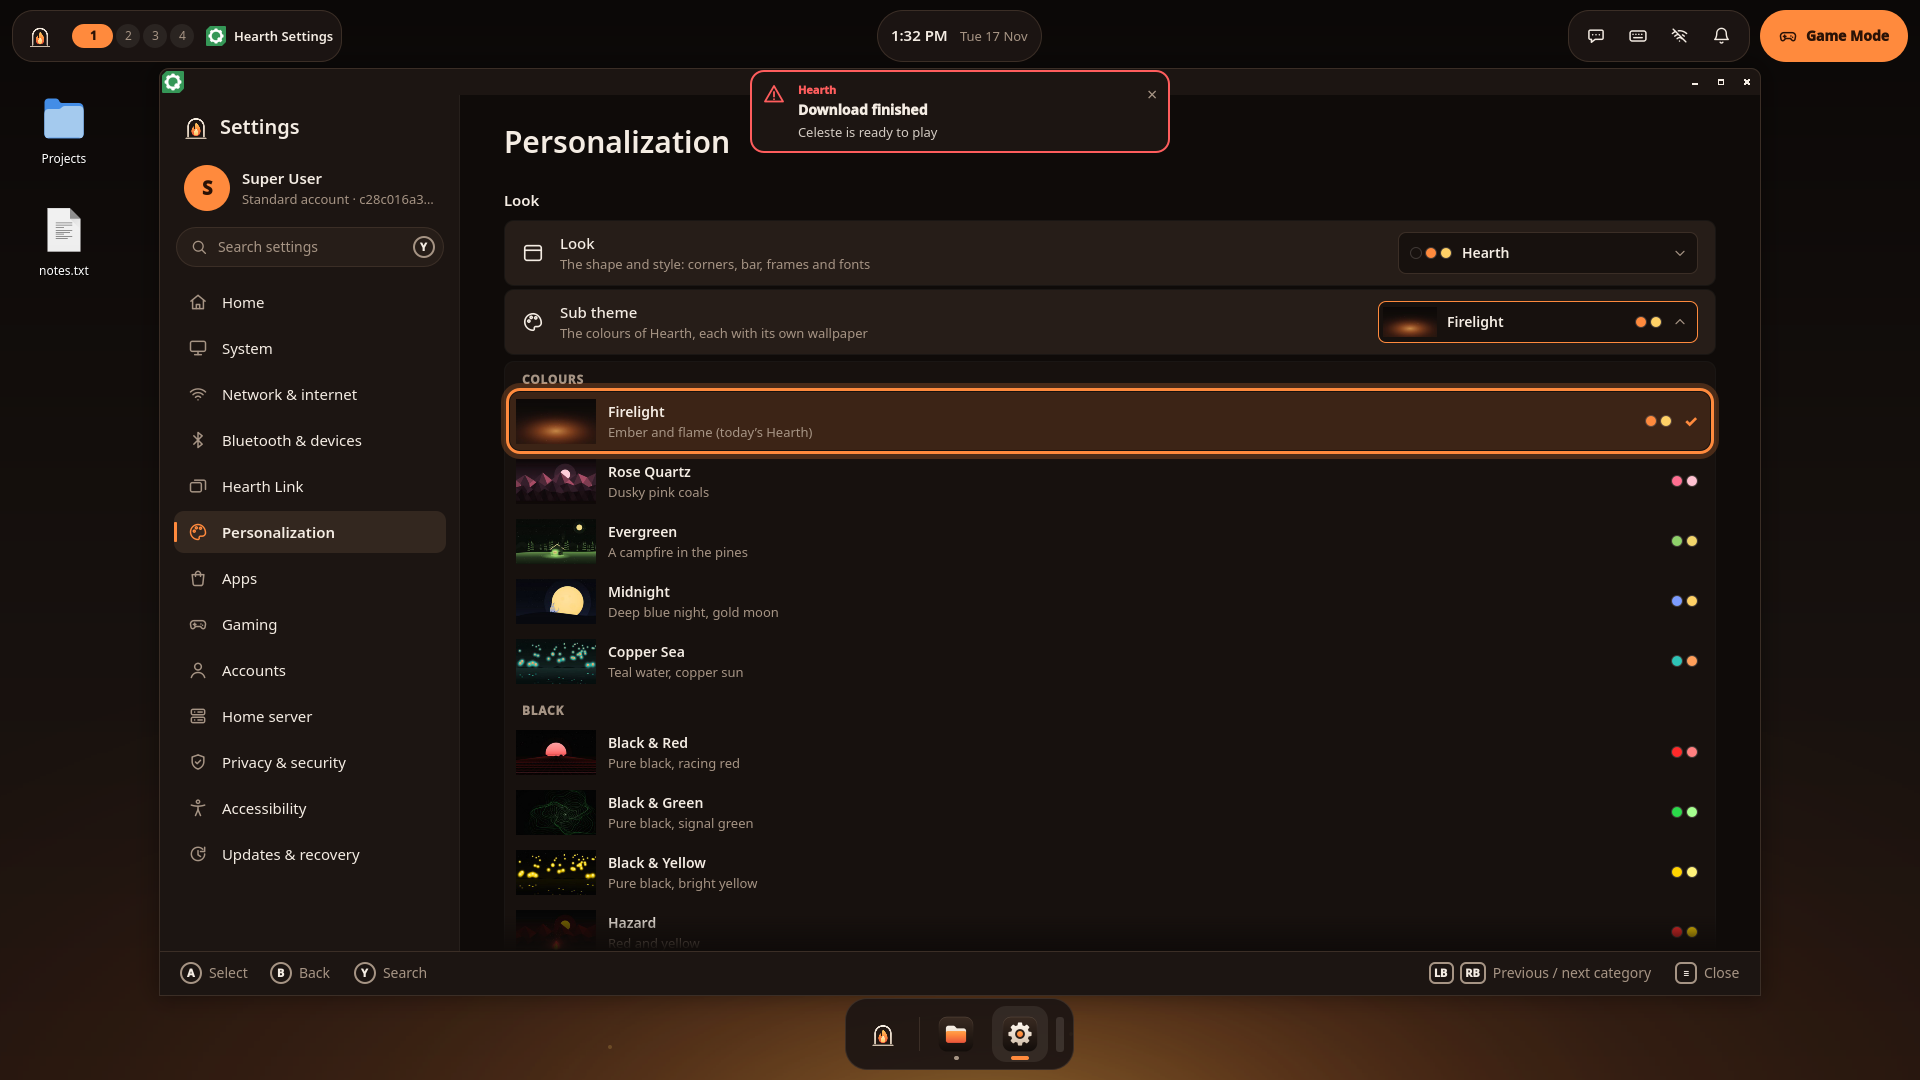 1 2 3 4 Hearth Settings
1:32 PM Tue 17 Nov
Game Mode
Projects
notes.txt
Hearth
Download finished
Celeste is ready to play
Settings
S
Super User
Standard account · c28c016a3...
Search settings Y
Home
System
Network & internet
Bluetooth & devices
Hearth Link
Personalization
Apps
Gaming
Accounts
Home server
Privacy & security
Accessibility
Updates & recovery
Personalization
Look
Look
The shape and style: corners, bar, frames and fonts
Hearth
Sub theme
The colours of Hearth, each with its own wallpaper
Firelight
COLOURS
Firelight
Ember and flame (today's Hearth)
Rose Quartz
Dusky pink coals
Evergreen
A campfire in the pines
Midnight
Deep blue night, gold moon
Copper Sea
Teal water, copper sun
BLACK
Black & Red
Pure black, racing red
Black & Green
Pure black, signal green
Black & Yellow
Pure black, bright yellow
Hazard
Red and yellow
A Select B Back Y Search
LB RB Previous / next category Close